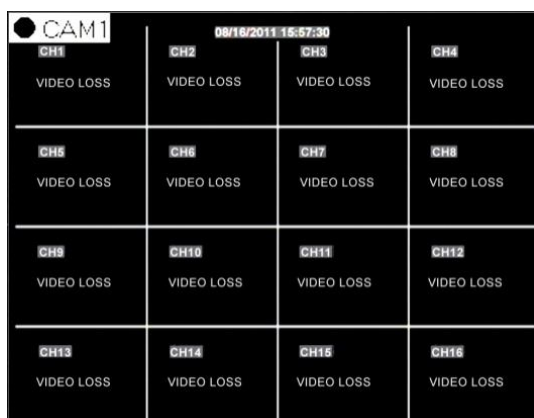 CAM1
08/16/2011 15:57:30
CH1 CH2 CH3 CH4
VIDEO LOSS VIDEO LOSS VIDEO LOSS VIDEO LOSS
CH5 CH6 CH7 CH8
VIDEO LOSS VIDEO LOSS VIDEO LOSS VIDEO LOSS
CH9 CH10 CH11 CH12
VIDEO LOSS VIDEO LOSS VIDEO LOSS VIDEO LOSS
CH13 CH14 CH15 CH16
VIDEO LOSS VIDEO LOSS VIDEO LOSS VIDEO LOSS